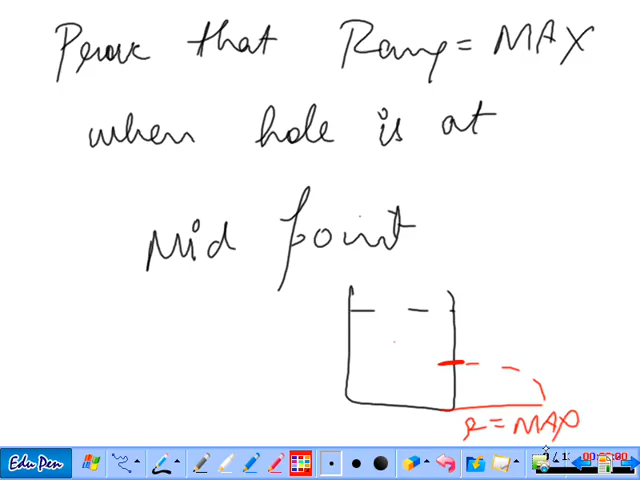 Prove that Range = MAX
when hole is at
Mid point
R = MAX
Edu Pen